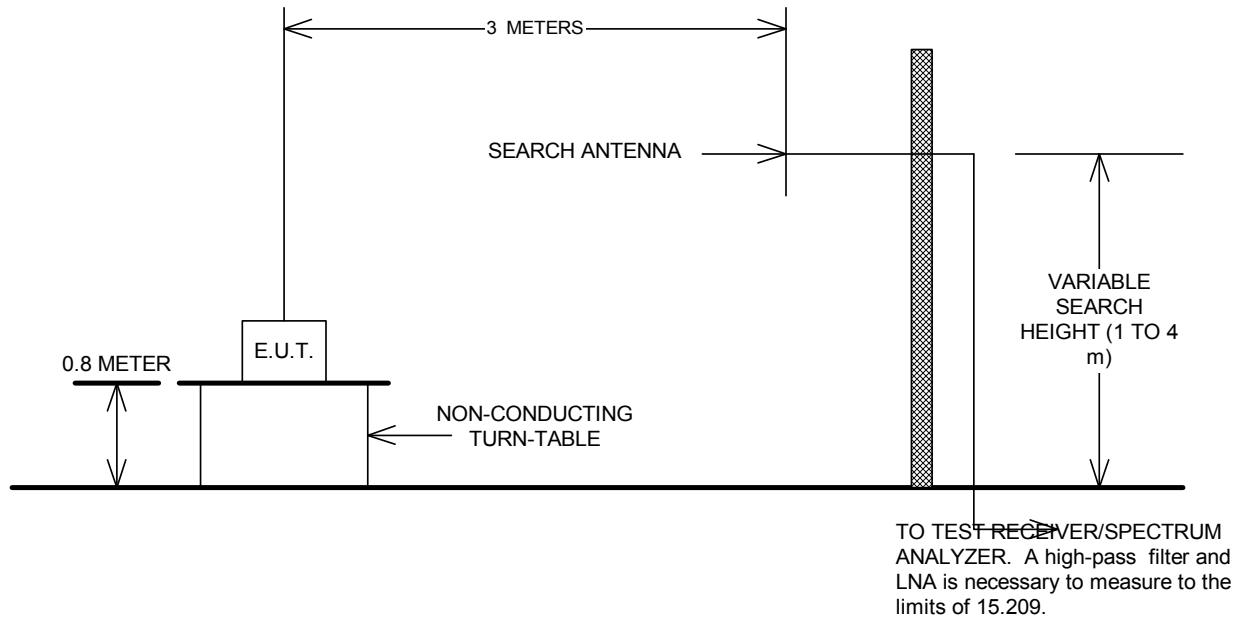 3 METERS
SEARCH ANTENNA
VARIABLE
SEARCH
HEIGHT (1 TO 4
m)
E.U.T.
0.8 METER
NON-CONDUCTING
TURN-TABLE
TO TEST RECEIVER/SPECTRUM
ANALYZER. A high-pass filter and
LNA is necessary to measure to the
limits of 15.209.